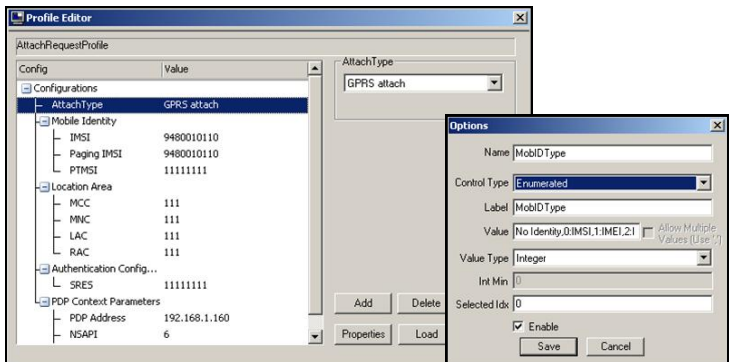 Profile Editor
AttachRequestProfile
Config Value
Configurations
AttachType GPRS attach
Mobile Identity
IMSI 9480010110
Paging IMSI 9480010110
PTMSI 11111111
Location Area
MCC 111
MNC 111
LAC 111
RAC 111
Authentication Config...
SRES 11111111
PDP Context Parameters
PDP Address 192.168.1.160
NSAPI 6
AttachType
GPRS attach
Add Delete
Properties Load
Options
Name MobIDType
Control Type Enumerated
Label MobIDType
Value No Identity,0:IMSI,1:IMEI,2:I
Allow Multiple
Values (Use ',')
Value Type Integer
Int Min 0
Selected Idx 0
Enable
Save Cancel